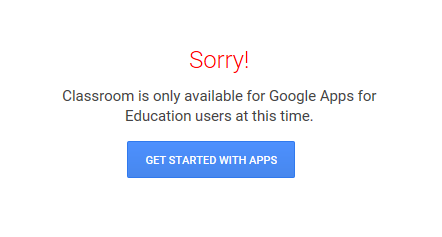 Sorry!
Classroom is only available for Google Apps for
Education users at this time.
GET STARTED WITH APPS